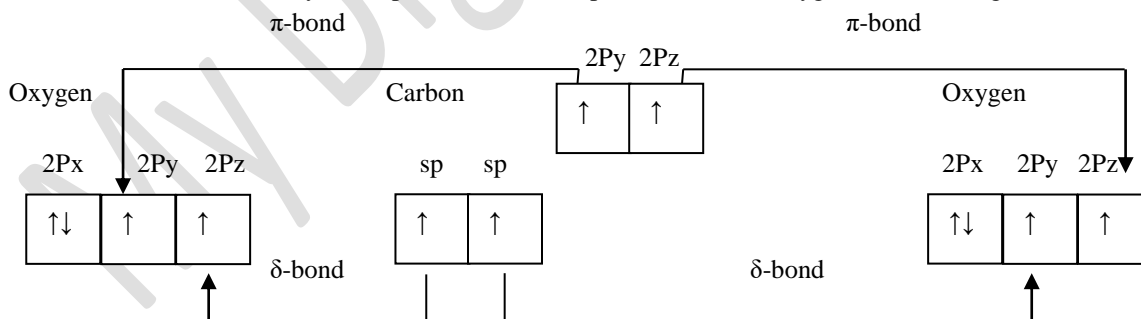 π-bond π-bond
2Py 2Pz
Oxygen Carbon Oxygen
↑ ↑
2Px 2Py 2Pz sp sp 2Px 2Py 2Pz
↑↓ ↑ ↑ ↑ ↑ ↑↓ ↑ ↑
δ-bond δ-bond